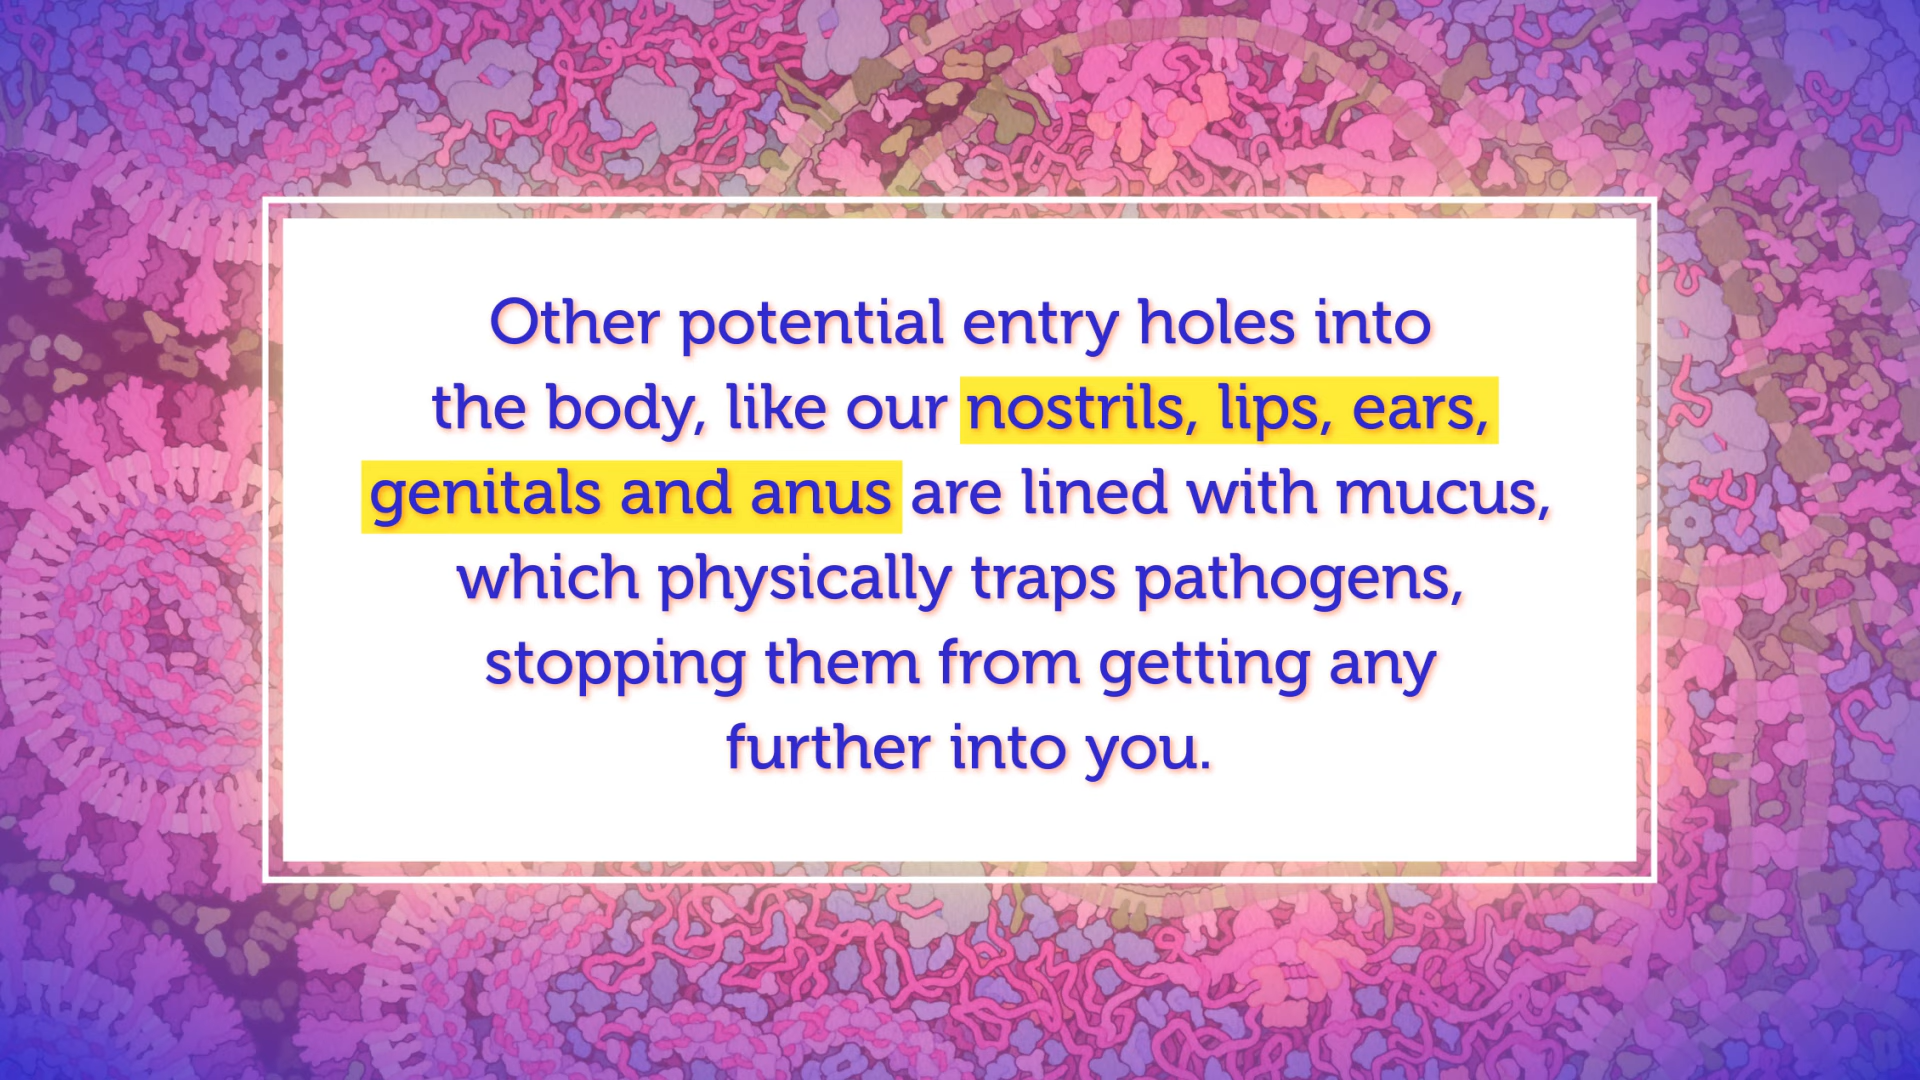 Other potential entry holes into
the body, like our nostrils, lips, ears,
genitals and anus are lined with mucus,
which physically traps pathogens,
stopping them from getting any
further into you.